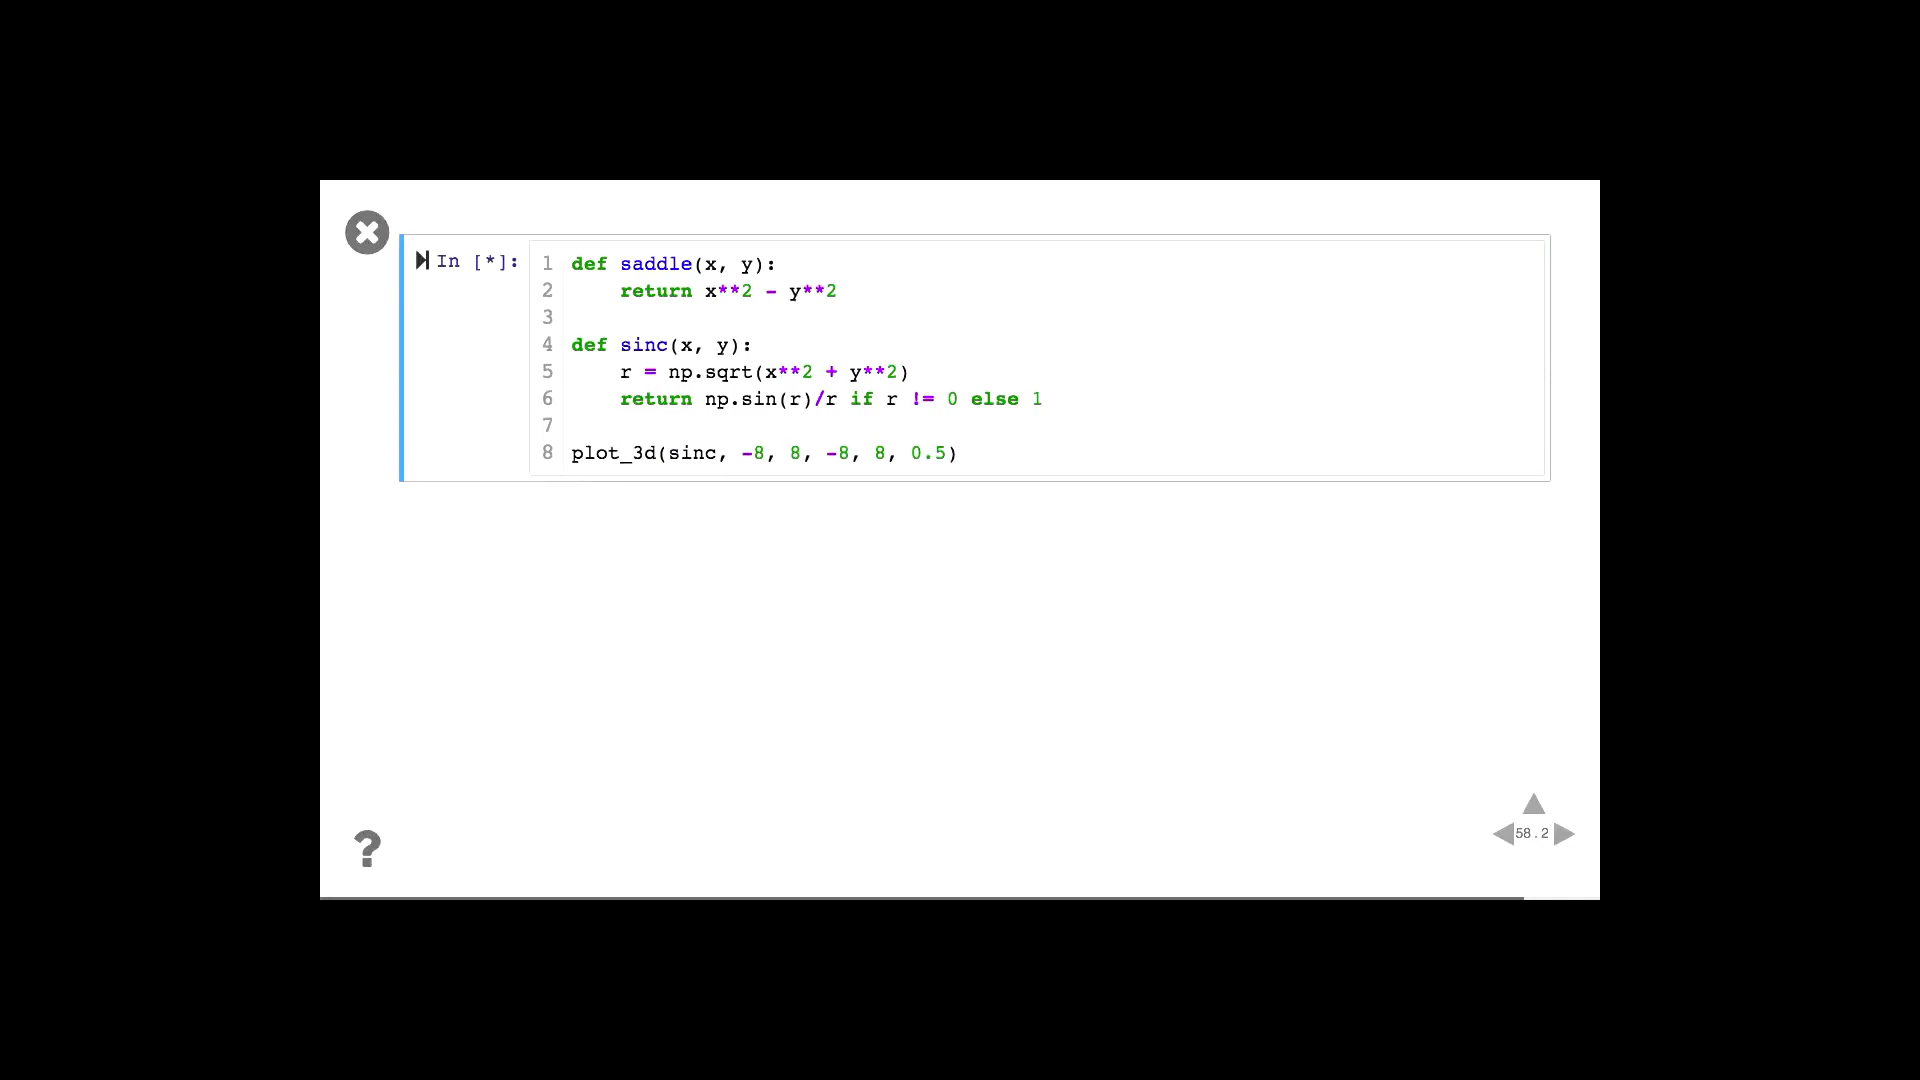 In [*]:
1 def saddle(x, y):
2     return x**2 - y**2
3
4 def sinc(x, y):
5     r = np.sqrt(x**2 + y**2)
6     return np.sin(r)/r if r != 0 else 1
7
8 plot_3d(sinc, -8, 8, -8, 8, 0.5)
?
58.2